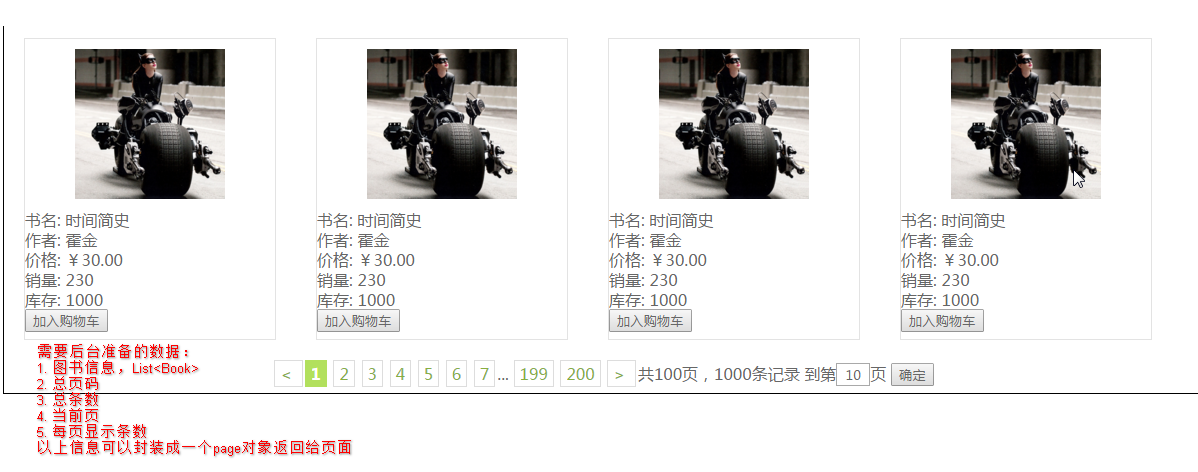 书名: 时间简史
作者: 霍金
价格: ￥30.00
销量: 230
库存: 1000
加入购物车
书名: 时间简史
作者: 霍金
价格: ￥30.00
销量: 230
库存: 1000
加入购物车
书名: 时间简史
作者: 霍金
价格: ￥30.00
销量: 230
库存: 1000
加入购物车
书名: 时间简史
作者: 霍金
价格: ￥30.00
销量: 230
库存: 1000
加入购物车
< 1 2 3 4 5 6 7 ... 199 200 > 共100页，1000条记录 到第 10 页 确定
需要后台准备的数据：
1. 图书信息，List<Book>
2. 总页码
3. 总条数
4. 当前页
5. 每页显示条数
以上信息可以封装成一个page对象返回给页面